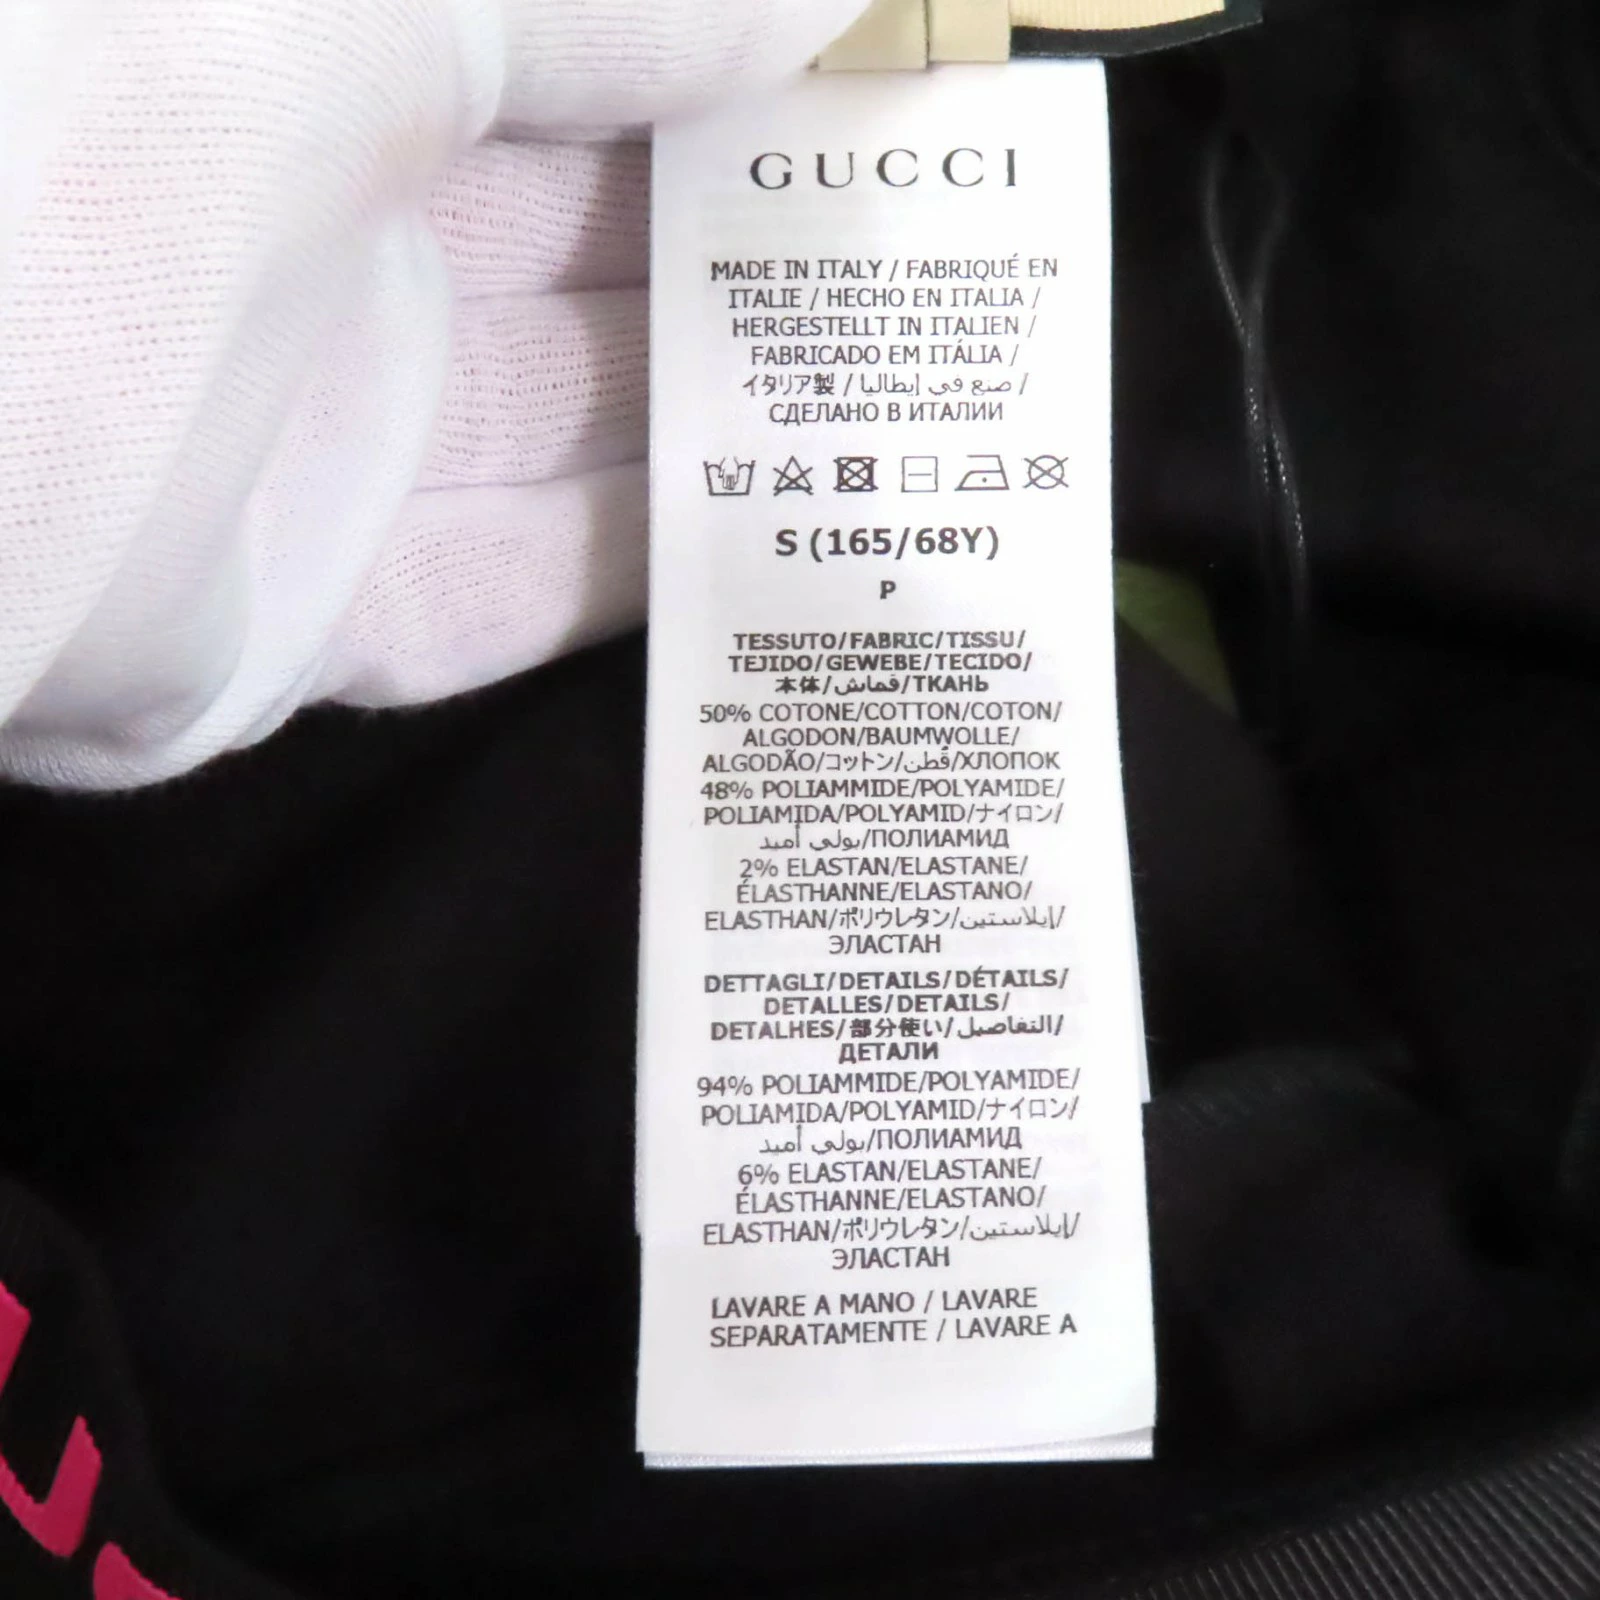 GUCCI
MADE IN ITALY / FABRIQUÉ EN
ITALIE / HECHO EN ITALIA /
HERGESTELLT IN ITALIEN /
FABRICADO EM ITÁLIA /
イタリア製 / صنع في إيطاليا /
СДЕЛАНО В ИТАЛИИ
S (165/68Y)
P
TESSUTO/FABRIC/TISSU/
TEJIDO/GEWEBE/TECIDO/
本体/قماش/ТКАНЬ
50% COTONE/COTTON/COTON/
ALGODON/BAUMWOLLE/
ALGODÃO/コットン/قطن/ХЛОПОК
48% POLIAMMIDE/POLYAMIDE/
POLIAMIDA/POLYAMID/ナイロン/
بولي أميد/ПОЛИАМИД
2% ELASTAN/ELASTANE/
ÉLASTHANNE/ELASTANO/
ELASTHAN/ポリウレタン/إيلاستين/
ЭЛАСТАН
DETTAGLI/DETAILS/DÉTAILS/
DETALLES/DETAILS/
DETALHES/部分使い/التفاصيل/
ДЕТАЛИ
94% POLIAMMIDE/POLYAMIDE/
POLIAMIDA/POLYAMID/ナイロン/
بولي أميد/ПОЛИАМИД
6% ELASTAN/ELASTANE/
ÉLASTHANNE/ELASTANO/
ELASTHAN/ポリウレタン/إيلاستين/
ЭЛАСТАН
LAVARE A MANO / LAVARE
SEPARATAMENTE / LAVARE A